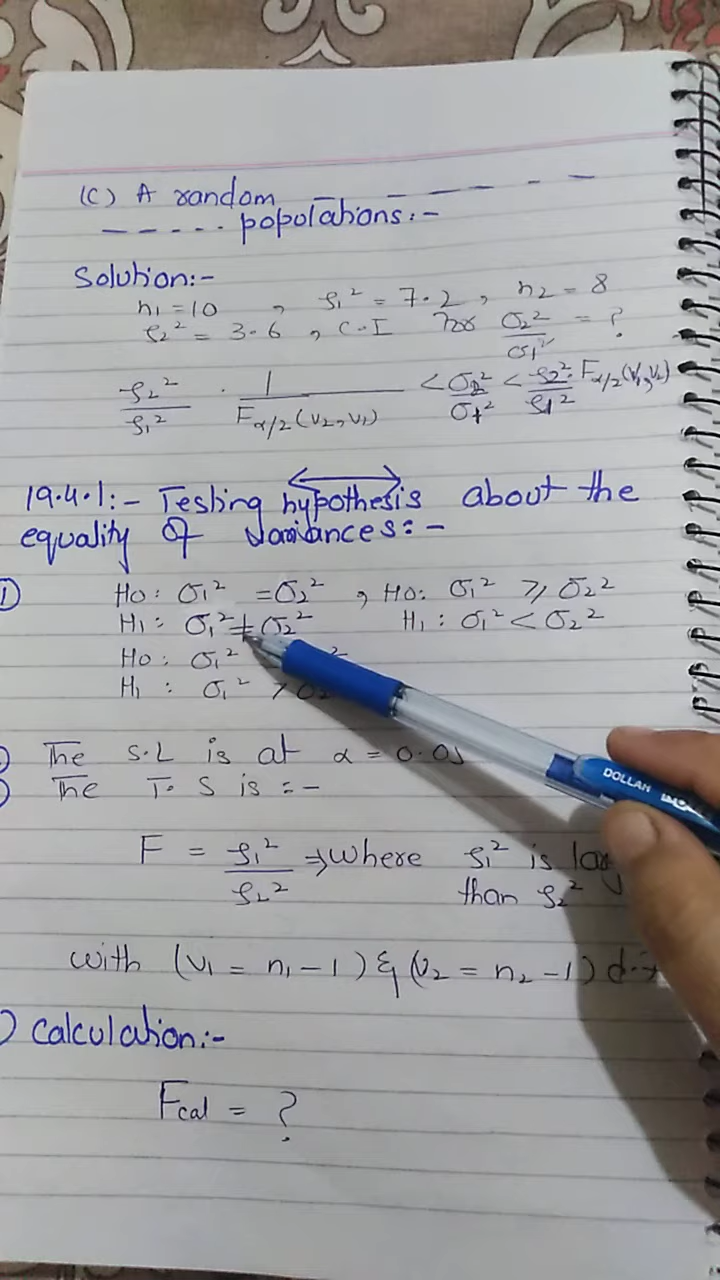 (C) A random — — — - —
— - - - .. populations:-
Solution:-
n₁ = 10 , s₁² = 7.2 , n₂ = 8
s₂² = 3.6 , C-I for σ₂²/σ₁² = ?
s₂²/s₁² . 1/F α/2 (v₂,v₁) < σ₂²/σ₁² < s₂²/s₁² . F α/2 (v₁,v₂)
19.4.1:- Testing hypothesis about the
equality of variances:-
① H0: σ₁² = σ₂² , H0: σ₁² ⩾ σ₂²
H1: σ₁² ≠ σ₂² H1: σ₁² < σ₂²
H0: σ₁²
H1 : σ₁² > σ₂
The S.L is at α = 0.05
The T.S is :-
F = s₁²/s₂² ⇒ where s₁² is
than s₂²
with (v₁ = n₁ - 1) & (v₂ = n₂ - 1) d.f
Calculation:-
Fcal = ?
DOLLAR